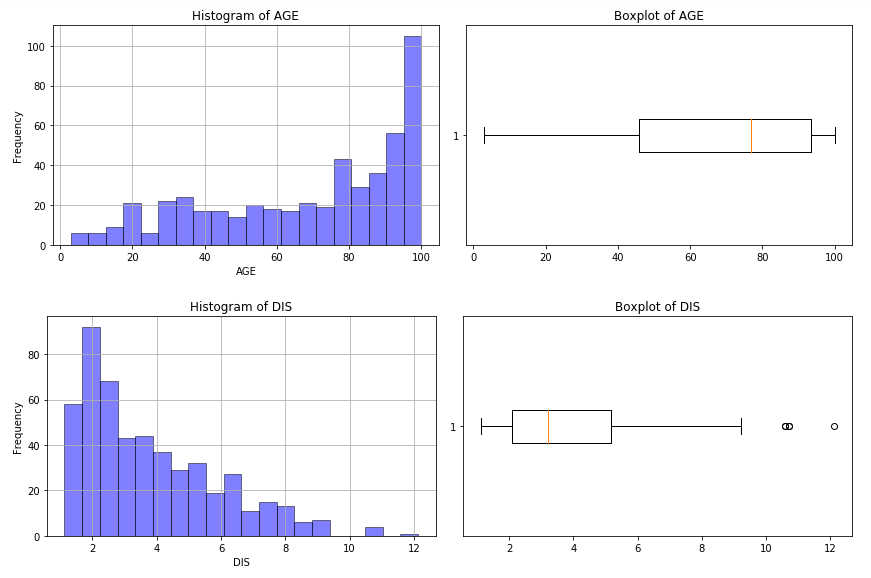 Histogram of AGE
Frequency
100
80
60
40
20
0
0 20 40 60 80 100
AGE
Boxplot of AGE
1
0 20 40 60 80 100
Histogram of DIS
Frequency
80
60
40
20
0
2 4 6 8 10 12
DIS
Boxplot of DIS
1
2 4 6 8 10 12